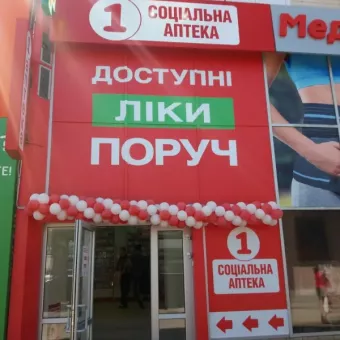 1 СОЦІАЛЬНА
АПТЕКА
Мед
ДОСТУПНІ
ЛІКИ
ПОРУЧ
1
СОЦІАЛЬНА
АПТЕКА